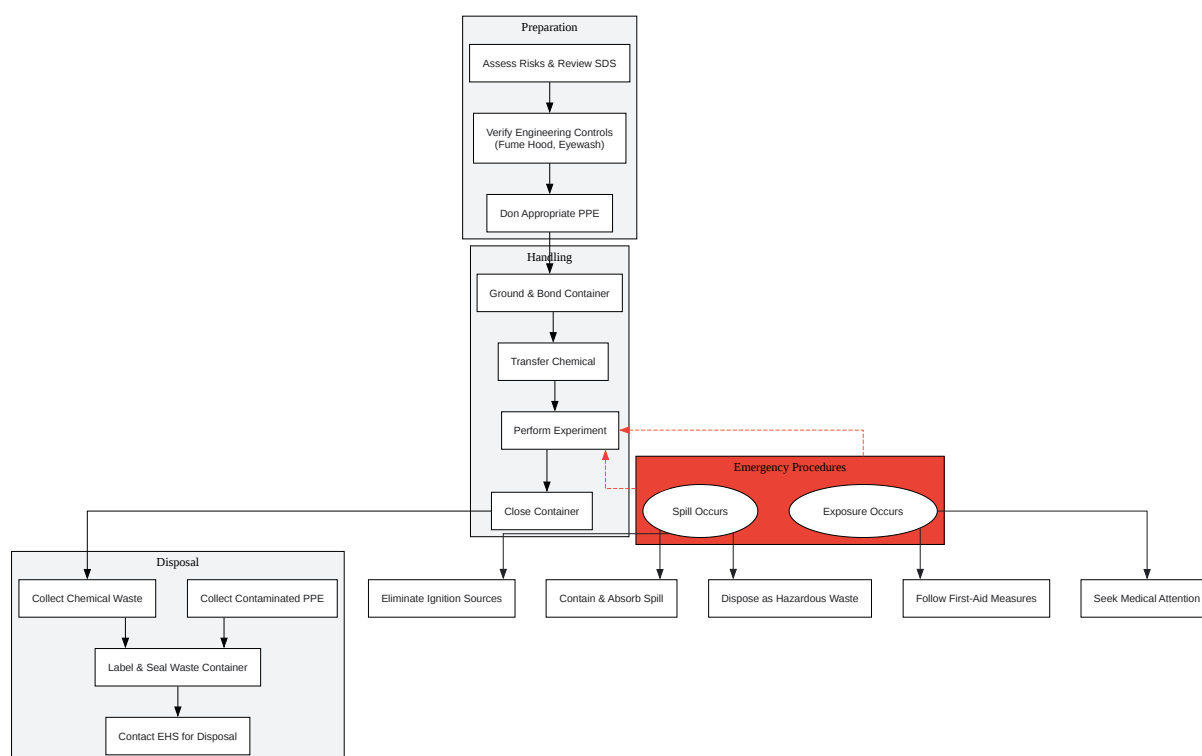 Preparation
Assess Risks & Review SDS
Verify Engineering Controls
(Fume Hood, Eyewash)
Don Appropriate PPE
Handling
Ground & Bond Container
Transfer Chemical
Perform Experiment
Close Container
Emergency Procedures
Spill Occurs
Exposure Occurs
Eliminate Ignition Sources
Contain & Absorb Spill
Dispose as Hazardous Waste
Follow First-Aid Measures
Seek Medical Attention
Disposal
Collect Chemical Waste
Collect Contaminated PPE
Label & Seal Waste Container
Contact EHS for Disposal